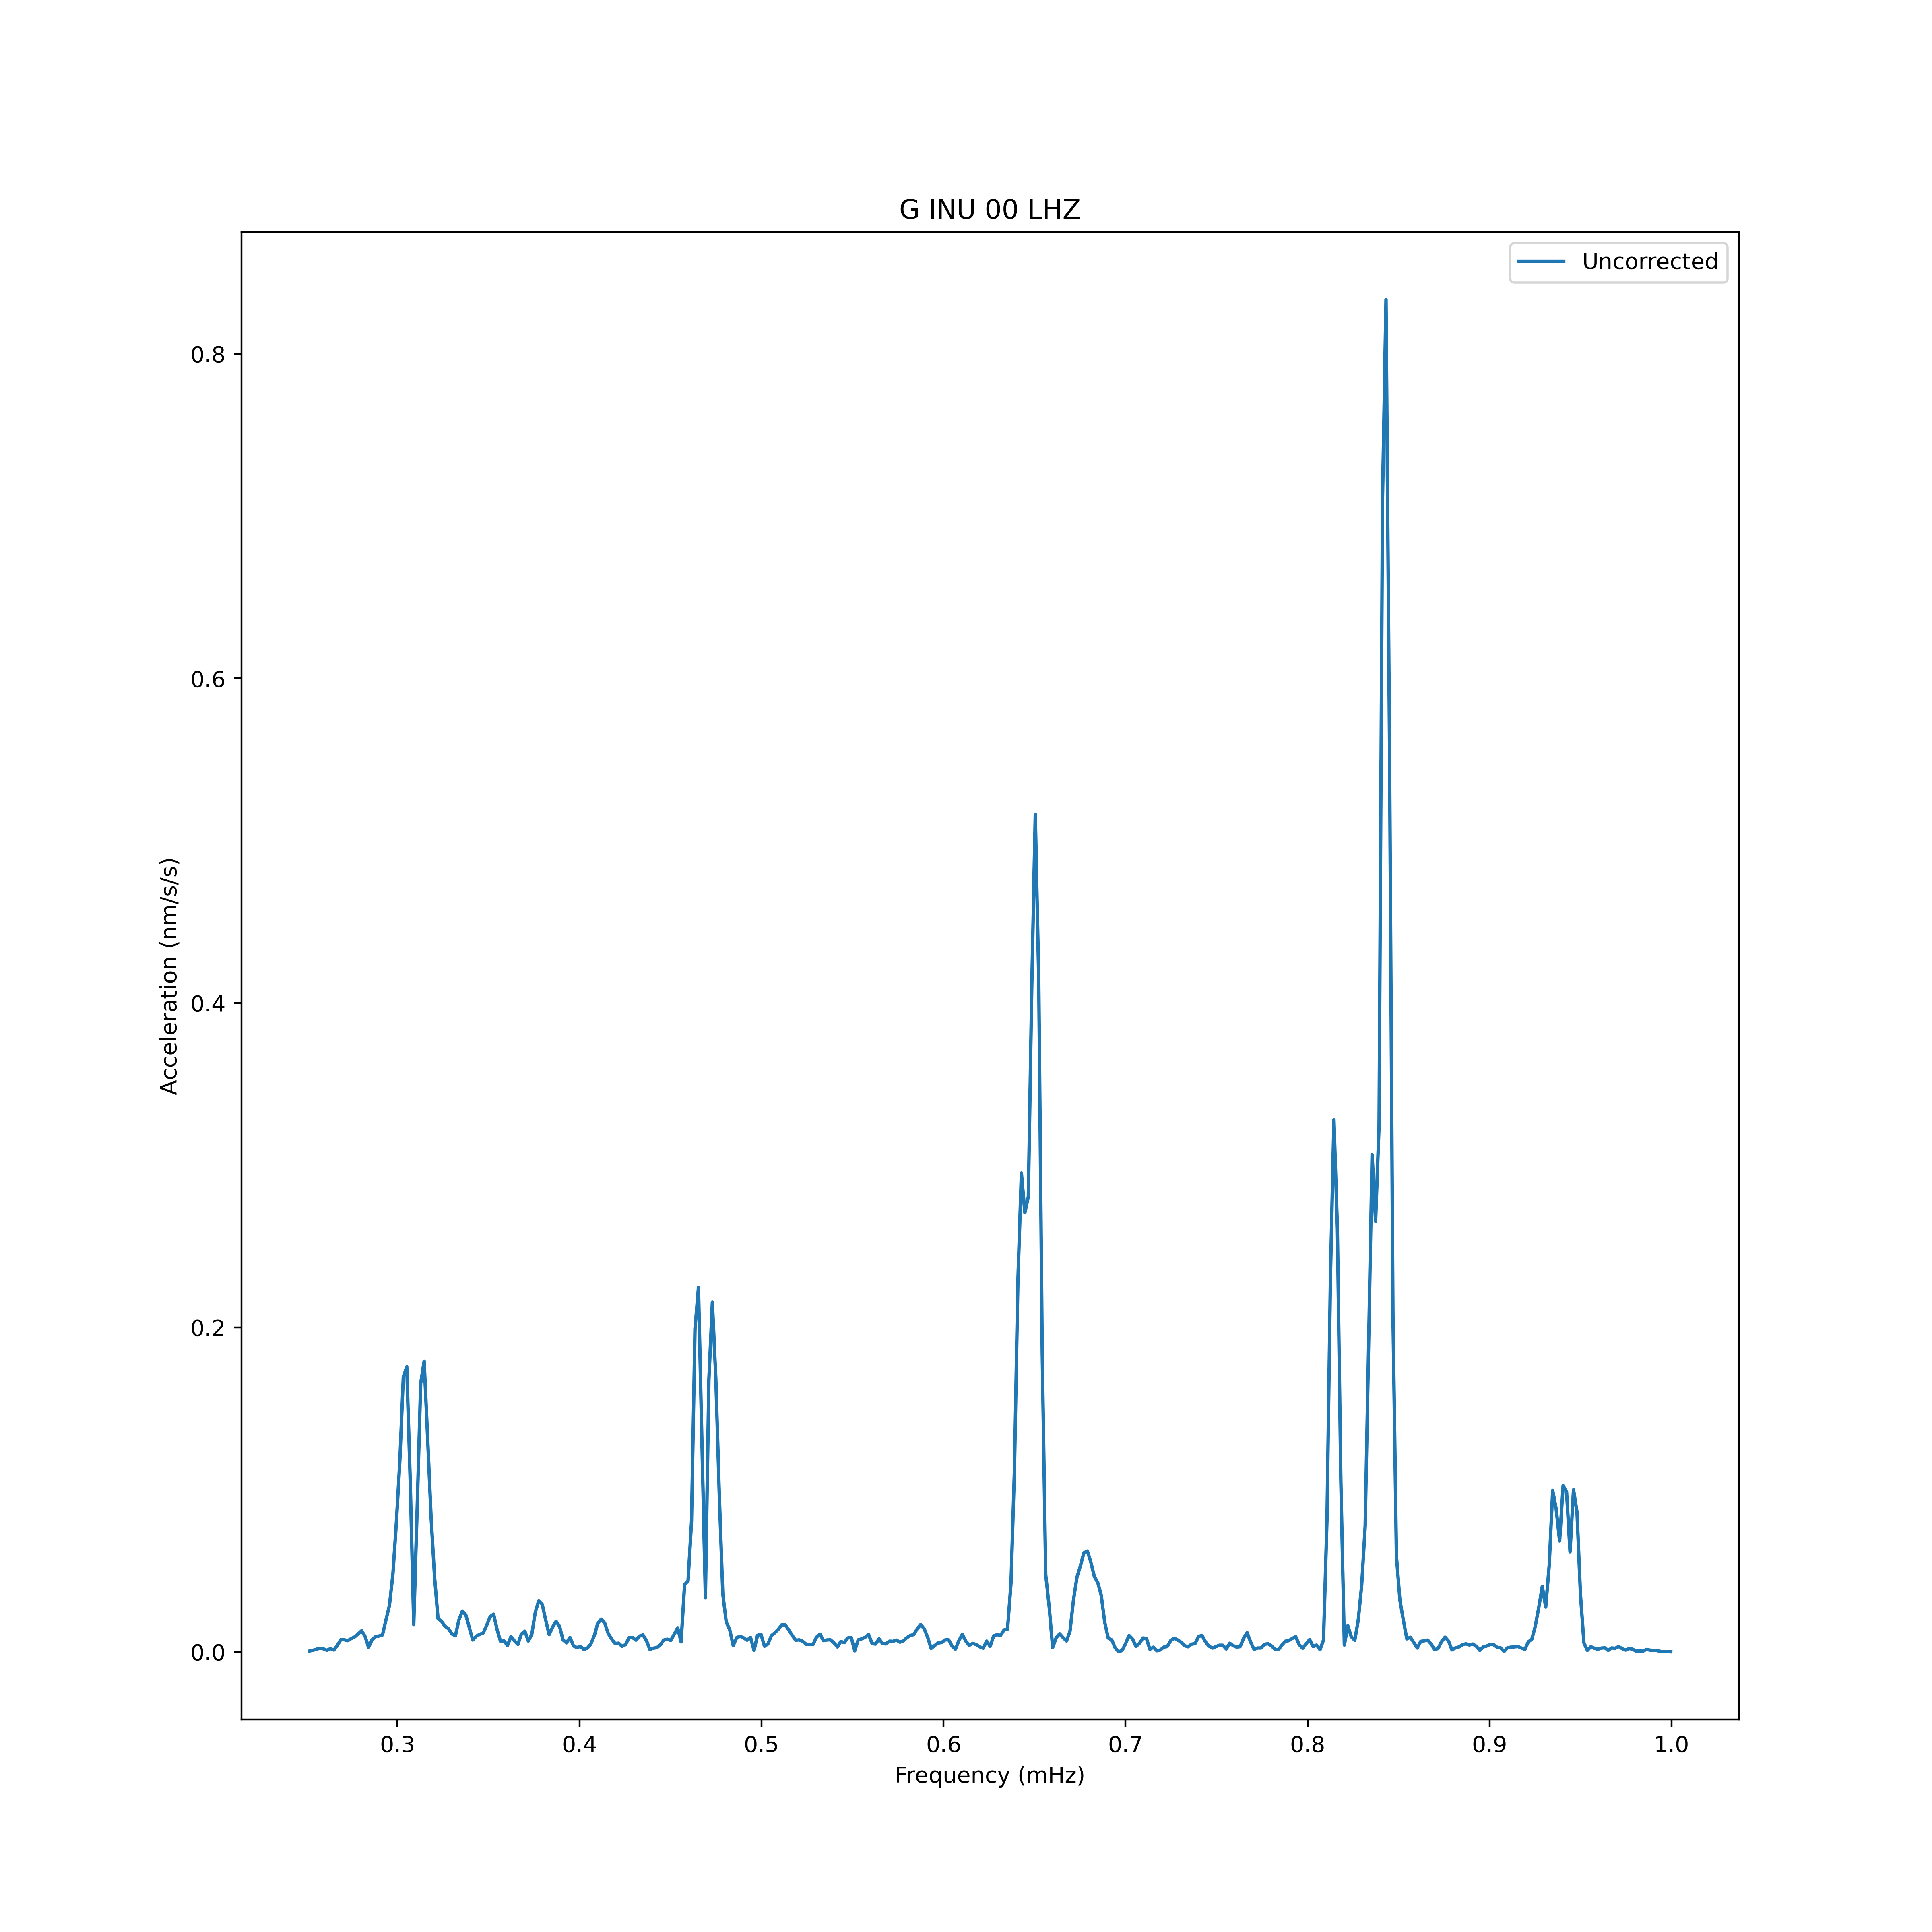 G INU 00 LHZ
Uncorrected
Acceleration (nm/s/s)
0.8
0.6
0.4
0.2
0.0
0.3 0.4 0.5 0.6 0.7 0.8 0.9 1.0
Frequency (mHz)